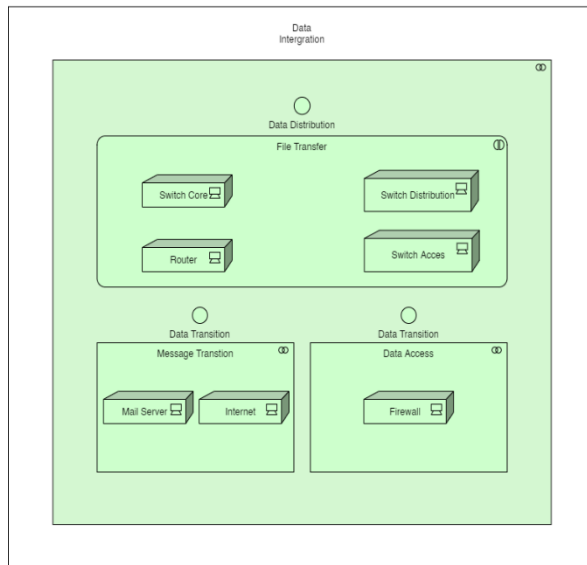 Data
Intergration
Data Distribution
File Transfer
Switch Core
Switch Distribution
Router
Switch Acces
Data Transition
Data Transition
Message Transtion
Data Access
Mail Server
Internet
Firewall